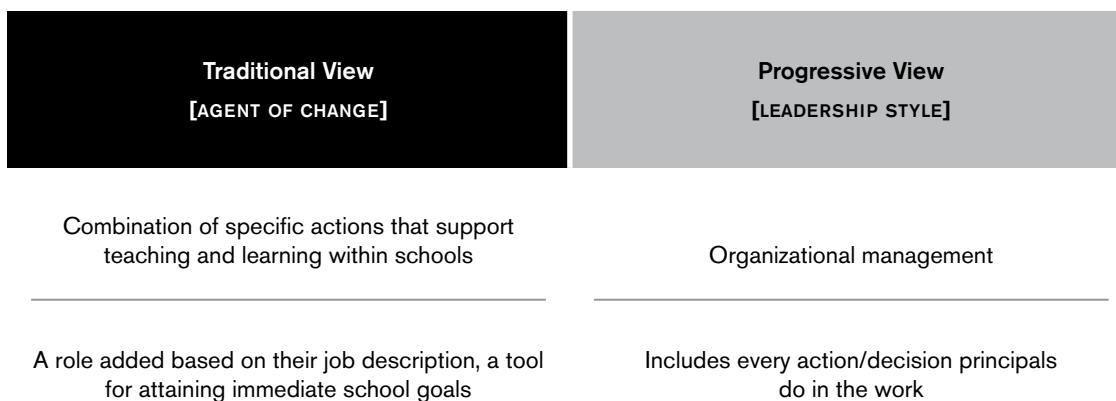 Traditional View
[AGENT OF CHANGE]
Progressive View
[LEADERSHIP STYLE]
Combination of specific actions that support
teaching and learning within schools
Organizational management
A role added based on their job description, a tool
for attaining immediate school goals
Includes every action/decision principals
do in the work